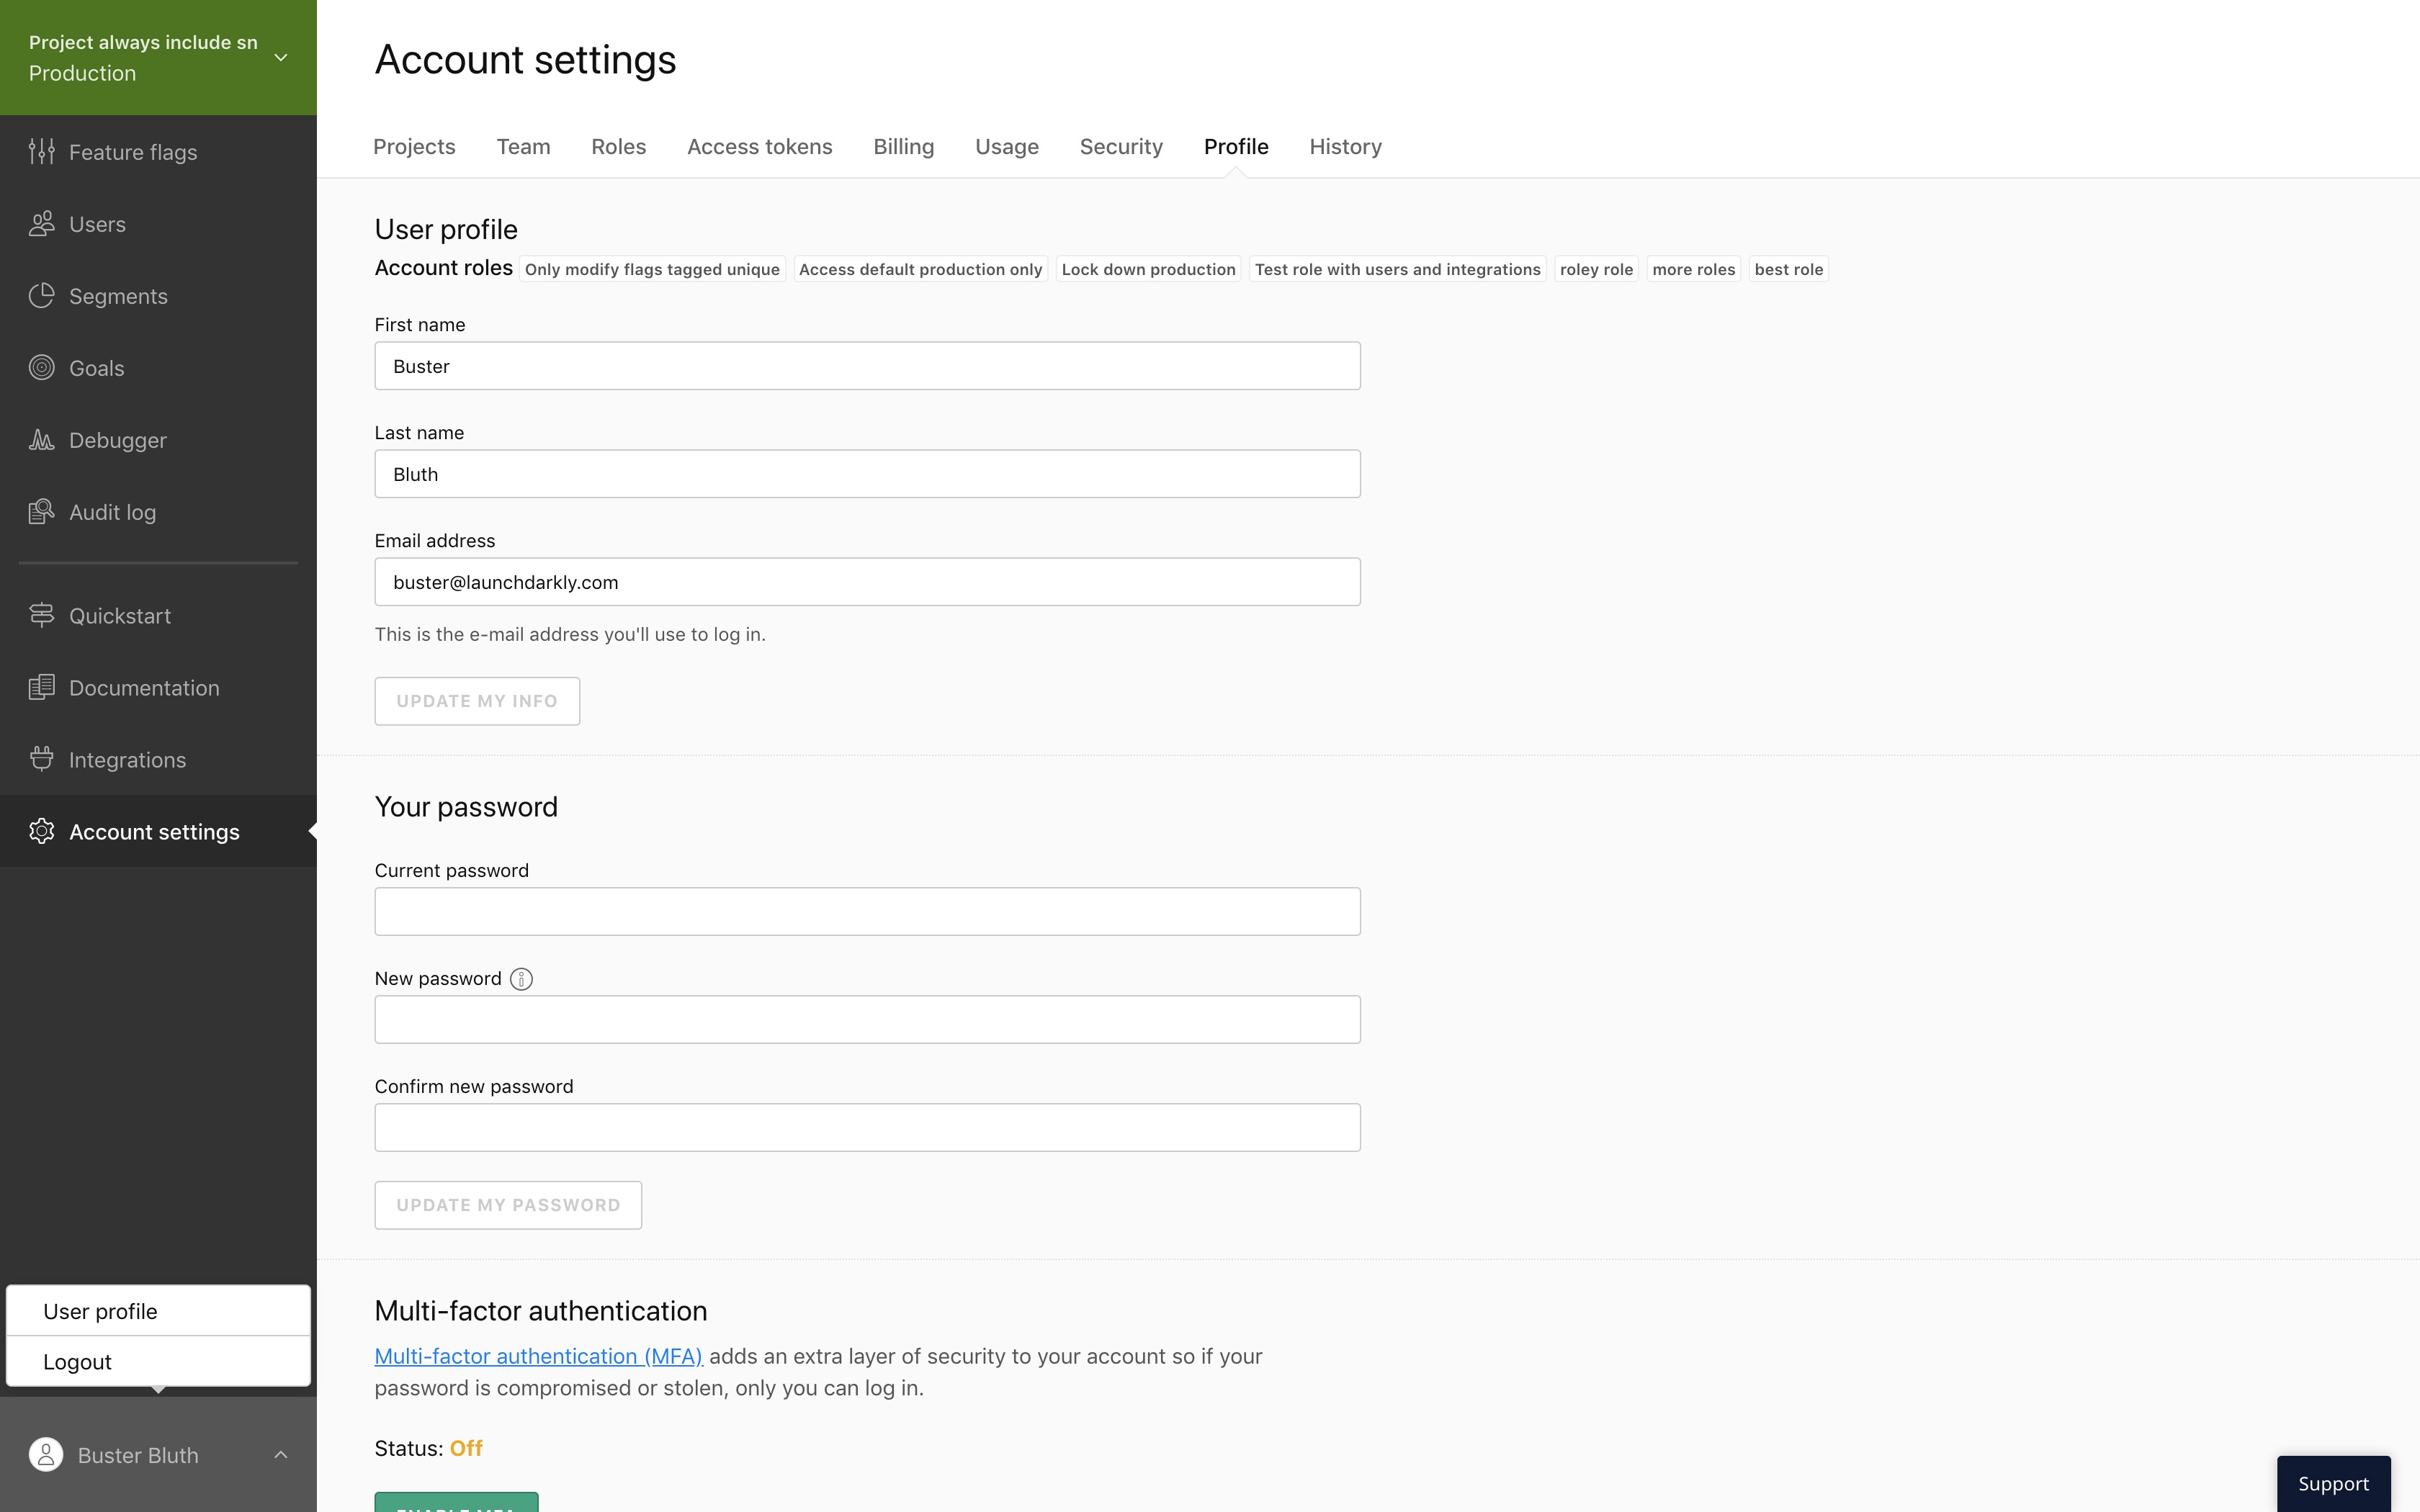 Project always include sn
Production
Feature flags
Users
Segments
Goals
Debugger
Audit log
Quickstart
Documentation
Integrations
Account settings
User profile
Logout
Buster Bluth
Account settings
Projects Team Roles Access tokens Billing Usage Security Profile History
User profile
Account roles Only modify flags tagged unique Access default production only Lock down production Test role with users and integrations roley role more roles best role
First name
Buster
Last name
Bluth
Email address
buster@launchdarkly.com
This is the e-mail address you'll use to log in.
UPDATE MY INFO
Your password
Current password
New password
Confirm new password
UPDATE MY PASSWORD
Multi-factor authentication
Multi-factor authentication (MFA) adds an extra layer of security to your account so if your
password is compromised or stolen, only you can log in.
Status: Off
ENABLE MFA
Support